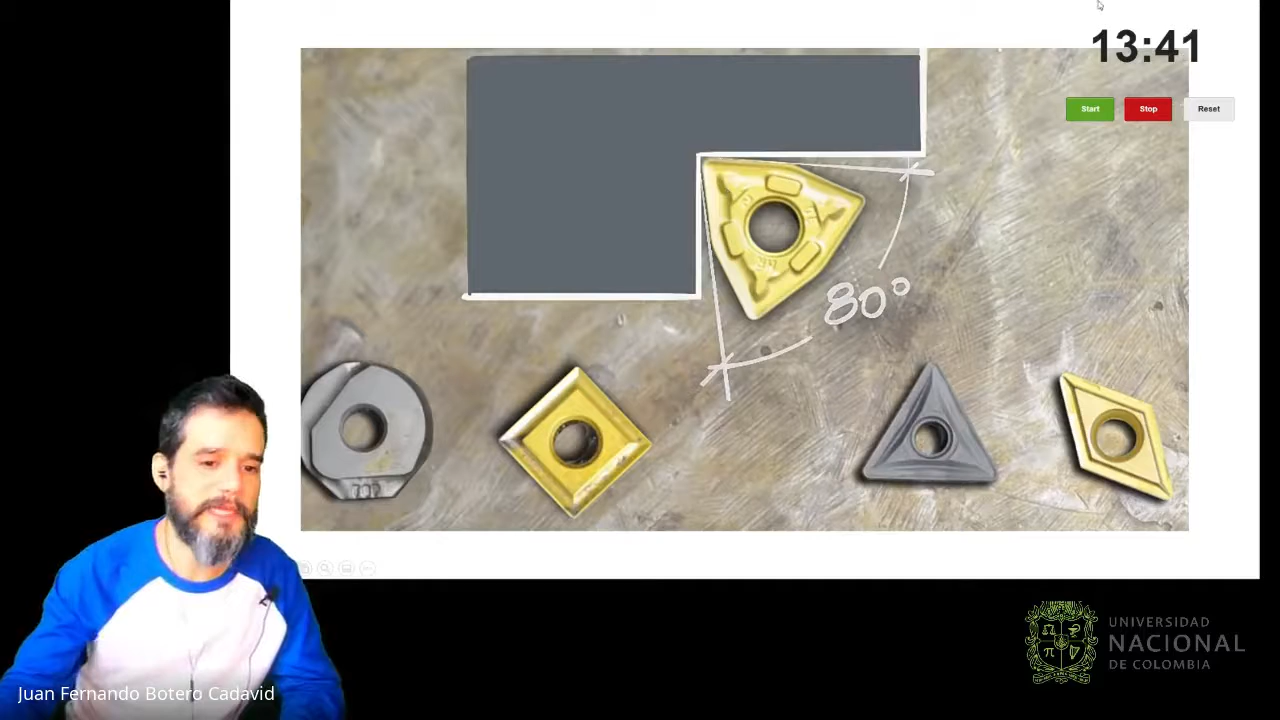 13:41
Start
Stop
Reset
80°
Juan Fernando Botero Cadavid
UNIVERSIDAD
NACIONAL
DE COLOMBIA